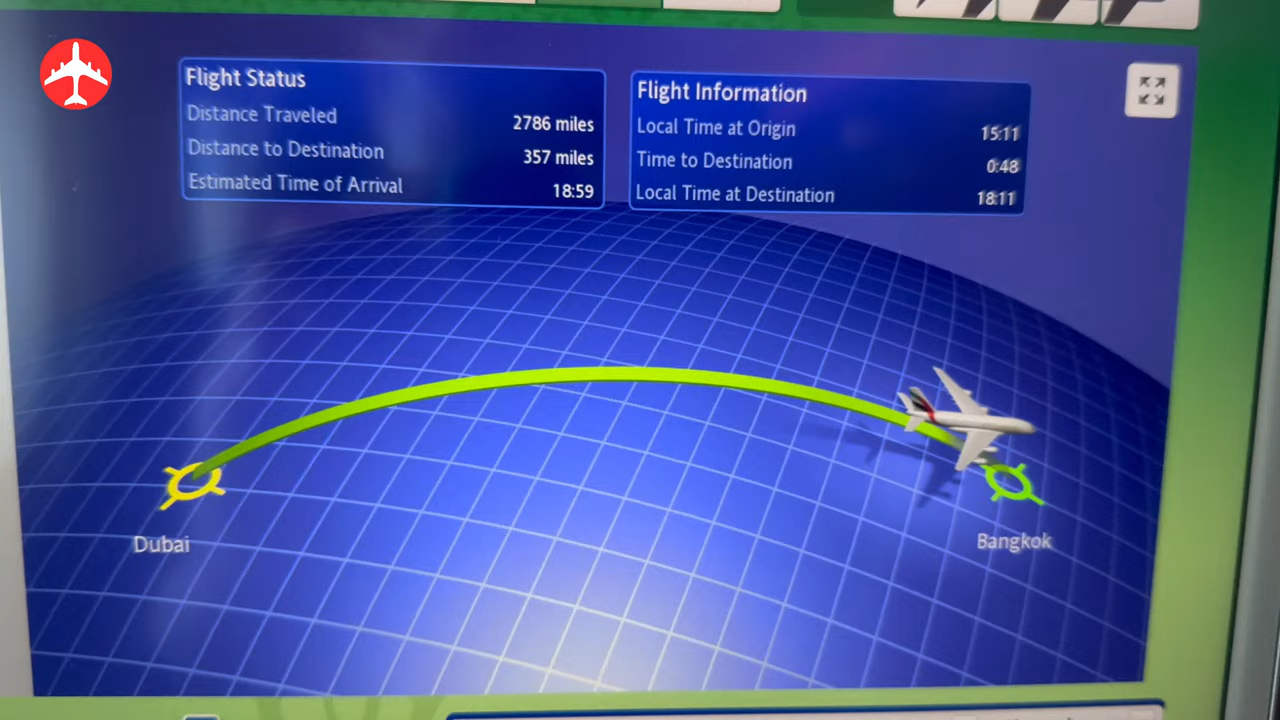 Flight Status
Distance Traveled 2786 miles
Distance to Destination 357 miles
Estimated Time of Arrival 18:59
Flight Information
Local Time at Origin 15:11
Time to Destination 0:48
Local Time at Destination 18:11
Dubai
Bangkok